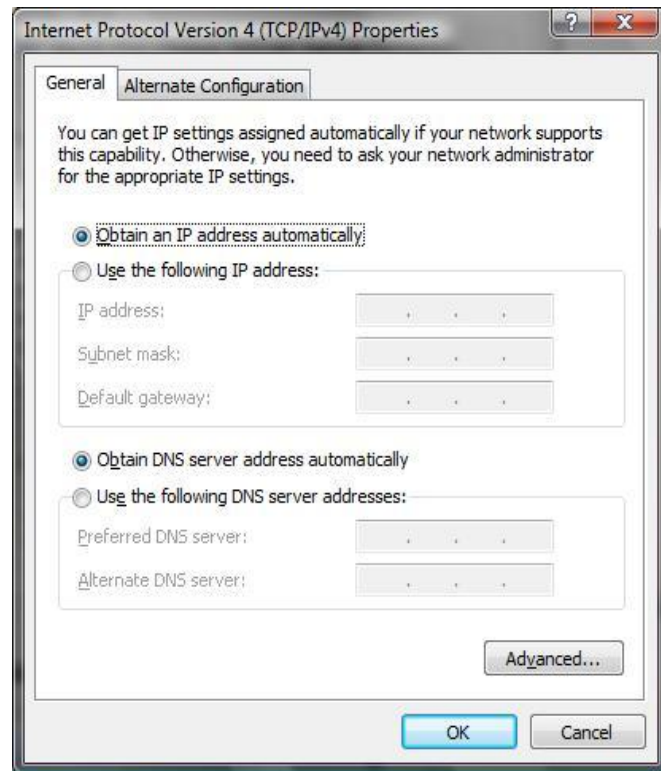 Internet Protocol Version 4 (TCP/IPv4) Properties
General
Alternate Configuration
You can get IP settings assigned automatically if your network supports
this capability. Otherwise, you need to ask your network administrator
for the appropriate IP settings.
Obtain an IP address automatically
Use the following IP address:
IP address:
Subnet mask:
Default gateway:
Obtain DNS server address automatically
Use the following DNS server addresses:
Preferred DNS server:
Alternate DNS server:
Advanced...
OK
Cancel